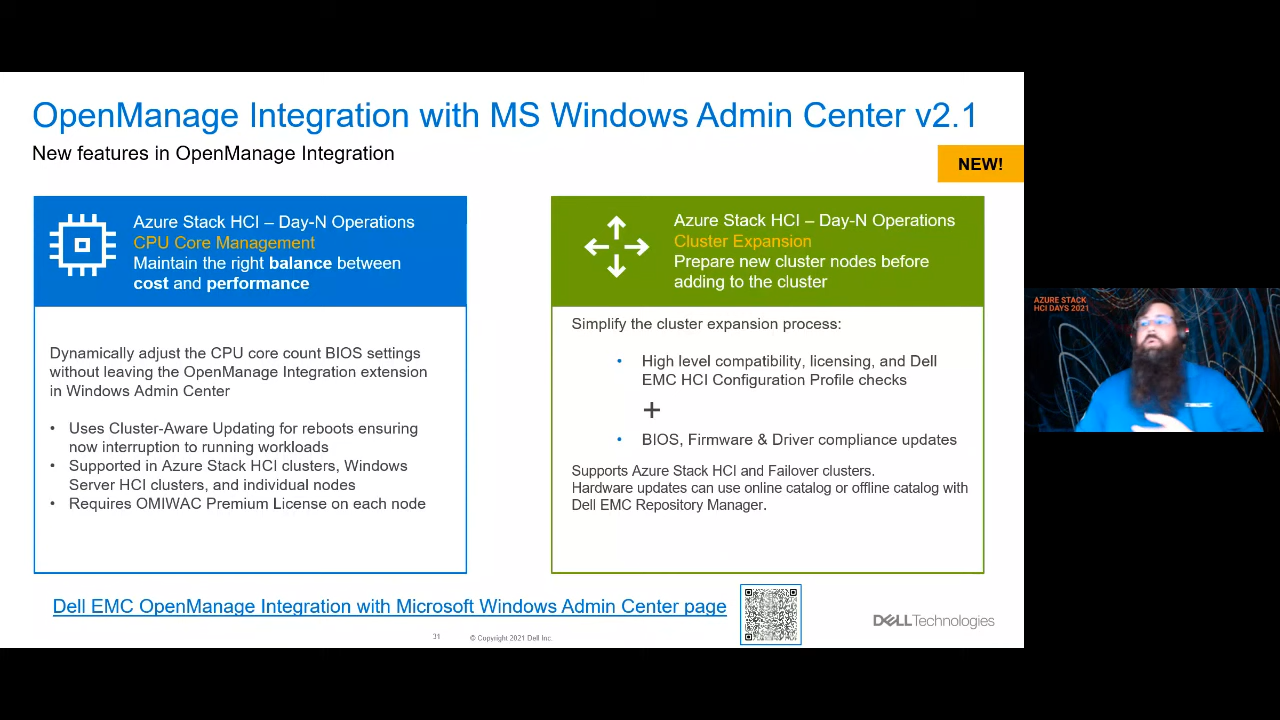 OpenManage Integration with MS Windows Admin Center v2.1
New features in OpenManage Integration
NEW!
Azure Stack HCI – Day-N Operations
CPU Core Management
Maintain the right balance between
cost and performance
Dynamically adjust the CPU core count BIOS settings
without leaving the OpenManage Integration extension
in Windows Admin Center
• Uses Cluster-Aware Updating for reboots ensuring
now interruption to running workloads
• Supported in Azure Stack HCI clusters, Windows
Server HCI clusters, and individual nodes
• Requires OMIWAC Premium License on each node
Azure Stack HCI – Day-N Operations
Cluster Expansion
Prepare new cluster nodes before
adding to the cluster
Simplify the cluster expansion process:
• High level compatibility, licensing, and Dell
EMC HCI Configuration Profile checks
+
• BIOS, Firmware & Driver compliance updates
Supports Azure Stack HCI and Failover clusters.
Hardware updates can use online catalog or offline catalog with
Dell EMC Repository Manager.
Dell EMC OpenManage Integration with Microsoft Windows Admin Center page
DELLTechnologies
31
© Copyright 2021 Dell Inc.
AZURE STACK
HCI DAYS 2021